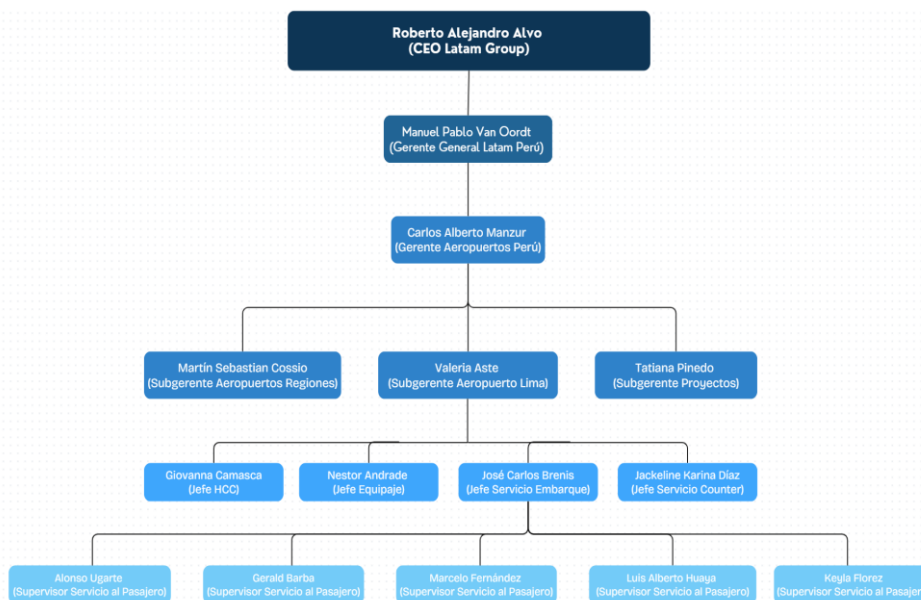 Roberto Alejandro Alvo
(CEO Latam Group)
Manuel Pablo Van Oordt
(Gerente General Latam Perú)
Carlos Alberto Manzur
(Gerente Aeropuertos Perú)
Martín Sebastian Cossio
(Subgerente Aeropuertos Regiones)
Valeria Aste
(Subgerente Aeropuerto Lima)
Tatiana Pinedo
(Subgerente Proyectos)
Giovanna Camasca
(Jefe HCC)
Nestor Andrade
(Jefe Equipaje)
José Carlos Brenis
(Jefe Servicio Embarque)
Jackeline Karina Díaz
(Jefe Servicio Counter)
Alonso Ugarte
(Supervisor Servicio al Pasajero)
Gerald Barba
(Supervisor Servicio al Pasajero)
Marcelo Fernández
(Supervisor Servicio al Pasajero)
Luis Alberto Huaya
(Supervisor Servicio al Pasajero)
Keyla Florez
(Supervisor Servicio al Pasajero)